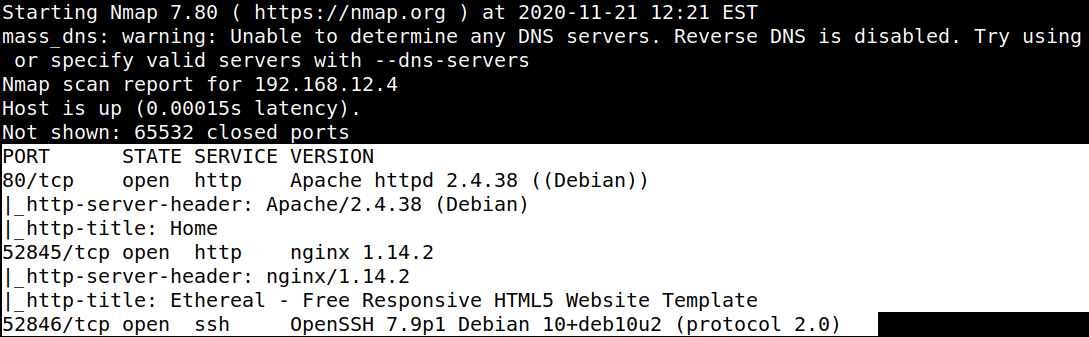 Starting Nmap 7.80 ( https://nmap.org ) at 2020-11-21 12:21 EST
mass_dns: warning: Unable to determine any DNS servers. Reverse DNS is disabled. Try using
 or specify valid servers with --dns-servers
Nmap scan report for 192.168.12.4
Host is up (0.00015s latency).
Not shown: 65532 closed ports
PORT      STATE SERVICE VERSION
80/tcp    open  http    Apache httpd 2.4.38 ((Debian))
|_http-server-header: Apache/2.4.38 (Debian)
|_http-title: Home
52845/tcp open  http    nginx 1.14.2
|_http-server-header: nginx/1.14.2
|_http-title: Ethereal - Free Responsive HTML5 Website Template
52846/tcp open  ssh     OpenSSH 7.9p1 Debian 10+deb10u2 (protocol 2.0)